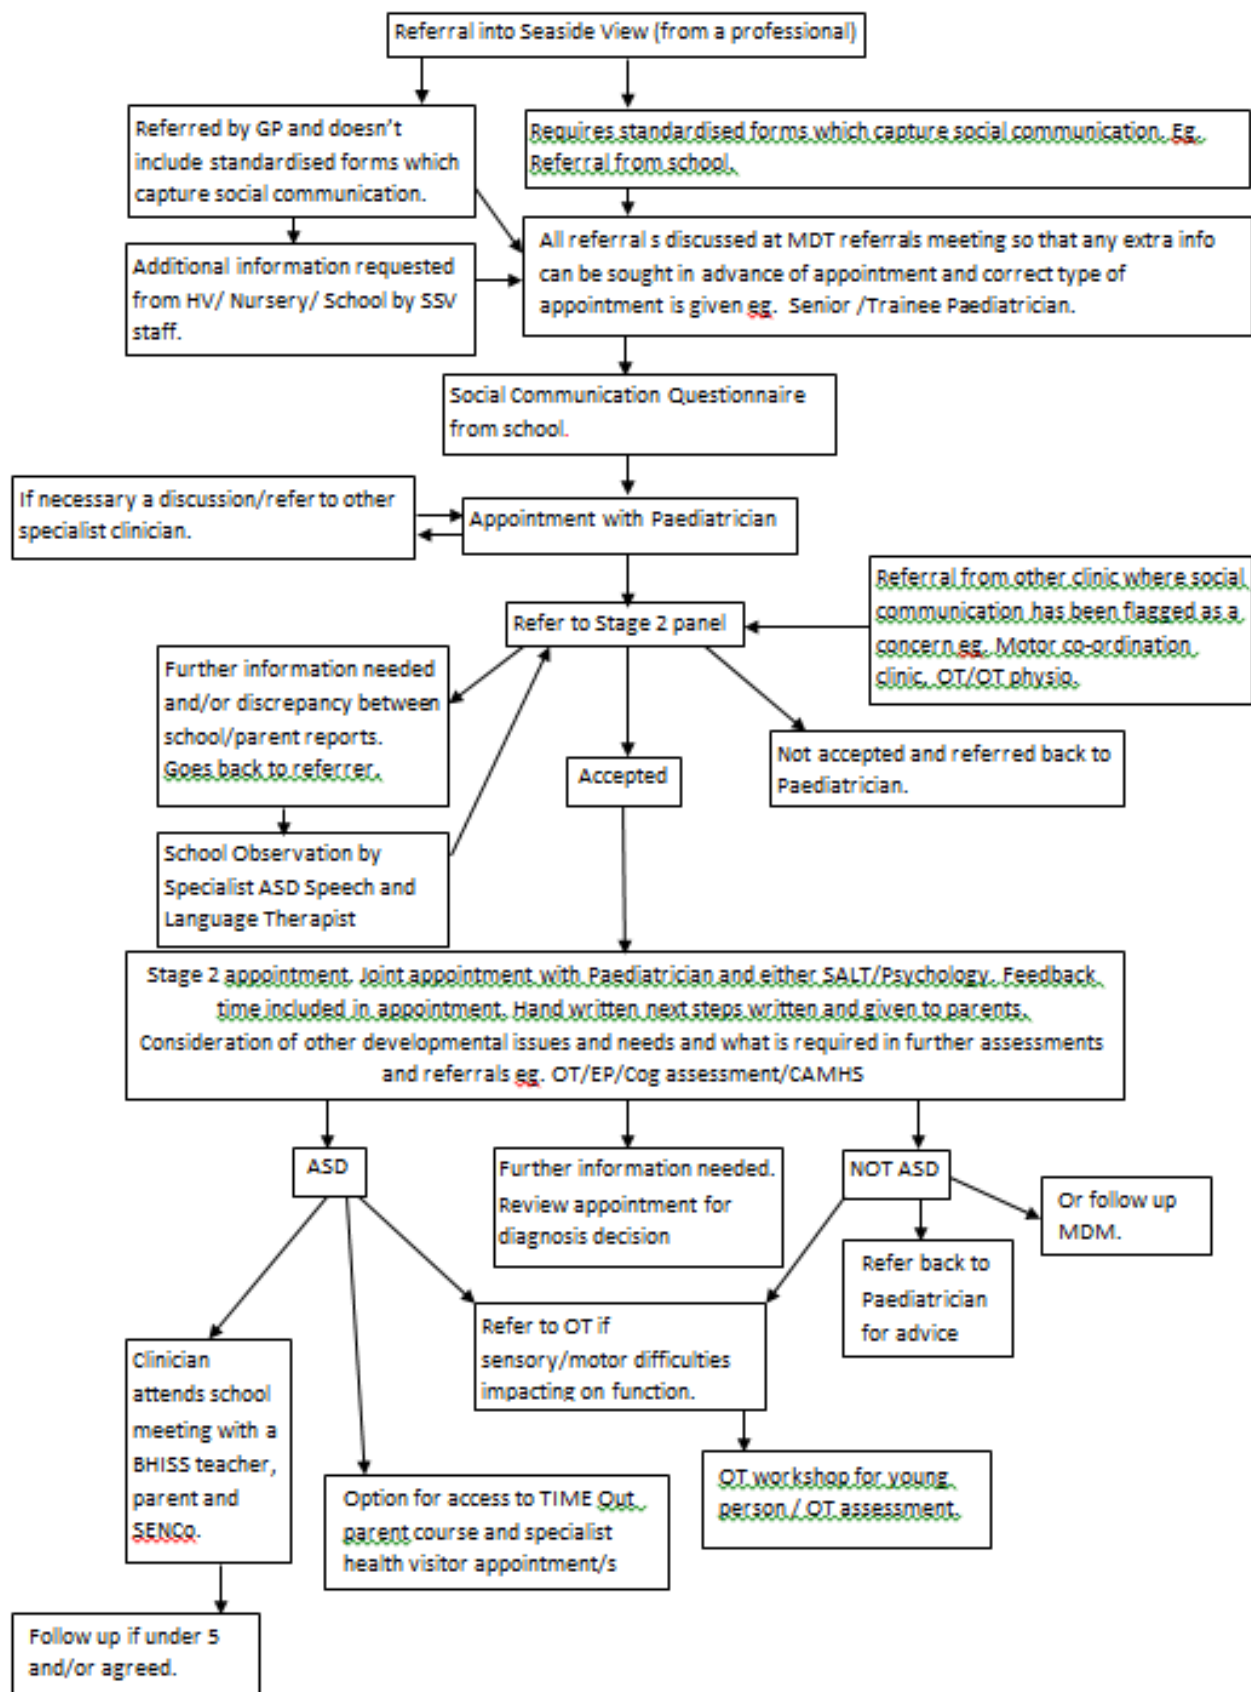 Referral into Seaside View (from a professional)
Referred by GP and doesn't
include standardised forms which
capture social communication.
Requires standardised forms which capture social communication. Eg.
Referral from school.
All referral s discussed at MDT referrals meeting so that any extra info
can be sought in advance of appointment and correct type of
appointment is given eg. Senior /Trainee Paediatrician.
Additional information requested
from HV/ Nursery/ School by SSV
staff.
Social Communication Questionnaire
from school.
If necessary a discussion/refer to other
specialist clinician.
Appointment with Paediatrician
Referral from other clinic where social
communication has been flagged as a
concern eg. Motor co-ordination
clinic, OT/OT physio.
Refer to Stage 2 panel
Further information needed
and/or discrepancy between
school/parent reports.
Goes back to referrer.
Accepted
Not accepted and referred back to
Paediatrician.
School Observation by
Specialist ASD Speech and
Language Therapist
Stage 2 appointment. Joint appointment with Paediatrician and either SALT/Psychology. Feedback
time included in appointment. Hand written next steps written and given to parents.
Consideration of other developmental issues and needs and what is required in further assessments
and referrals eg. OT/EP/Cog assessment/CAMHS
ASD
Further information needed.
Review appointment for
diagnosis decision
NOT ASD
Or follow up
MDM.
Refer back to
Paediatrician
for advice
Refer to OT if
sensory/motor difficulties
impacting on function.
Clinician
attends school
meeting with a
BHISS teacher,
parent and
SENCo.
Option for access to TIME Out
parent course and specialist
health visitor appointment/s
OT workshop for young
person / OT assessment.
Follow up if under 5
and/or agreed.